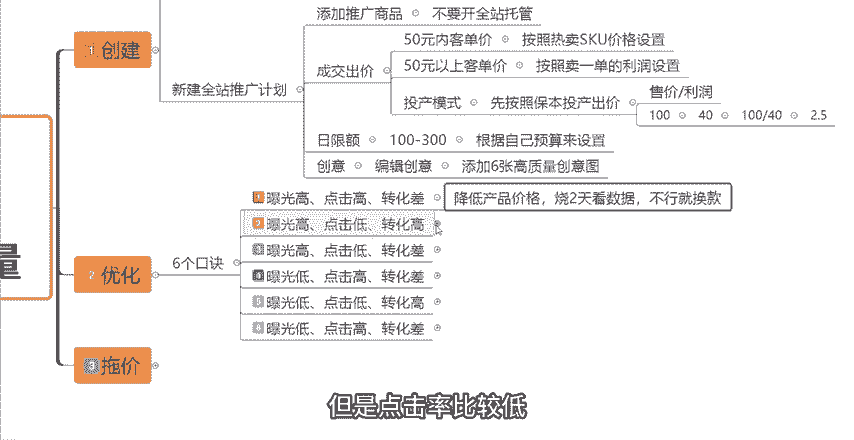 添加推广商品 不要开全站托管
1 创建
50元内客单价 按照热卖SKU价格设置
成交出价
50元以上客单价 按照卖一单的利润设置
新建全站推广计划
售价/利润
投产模式 先按照保本投产出价
100 40 100/40 2.5
日限额 100-300 根据自己预算来设置
创意 编辑创意 添加6张高质量创意图
1 曝光高、点击高、转化差
降低产品价格，烧2天看数据，不行就换款
2 曝光高、点击低、转化高
量
3 曝光高、点击低、转化差
6个口诀
2 优化
曝光低、点击低、转化差
曝光低、点击低、转化高
曝光低、点击高、转化差
3 拖价
但是点击率比较低